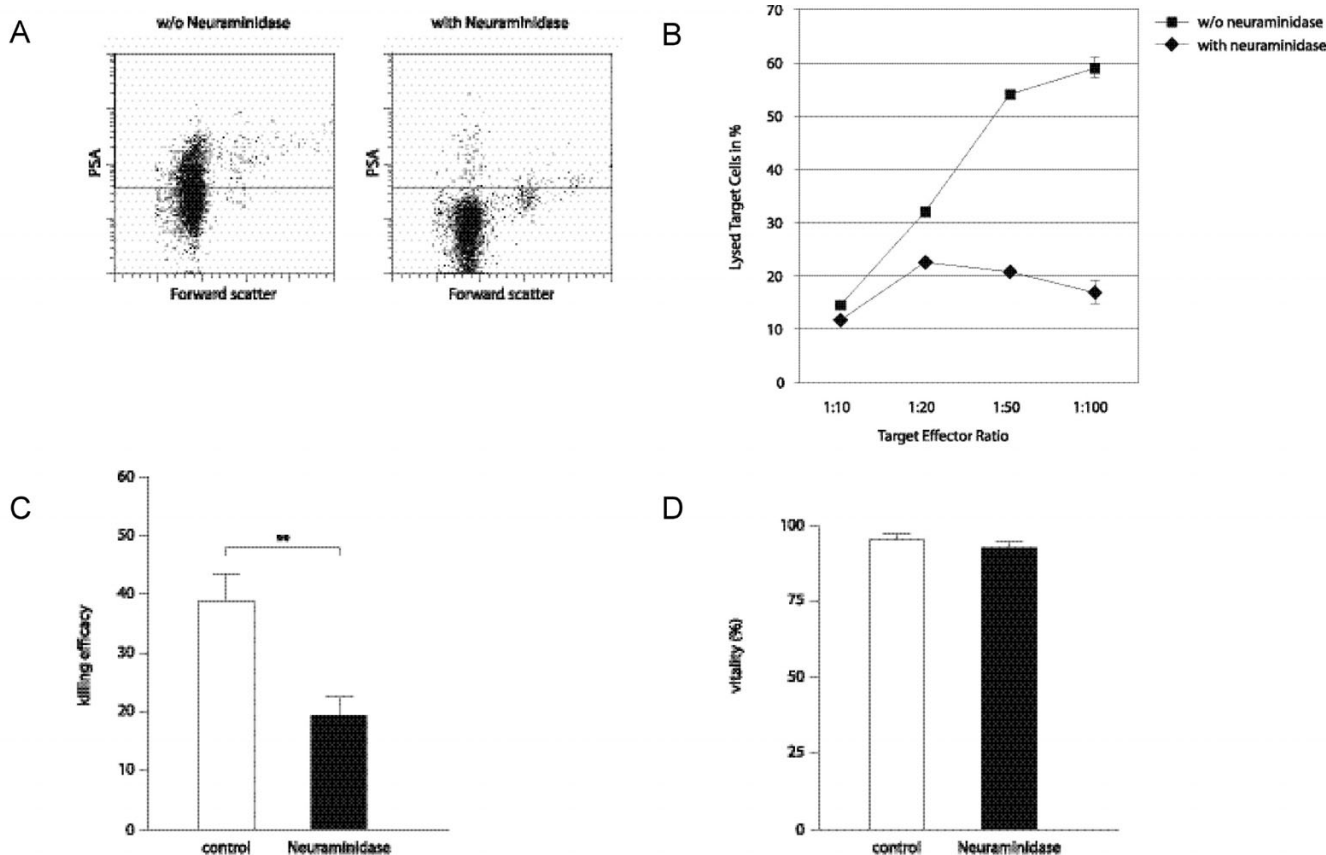 A
w/o Neuraminidase
with Neuraminidase
PSA
PSA
Forward scatter
Forward scatter
B
70
60
50
40
30
20
10
0
Lysed Target Cells in %
1:10
1:20
1:50
1:100
Target Effector Ratio
w/o neuraminidase
with neuraminidase
C
60
50
40
30
20
10
0
killing efficacy
**
control
Neuraminidase
D
100
75
50
25
0
vitality (%)
control
Neuraminidase